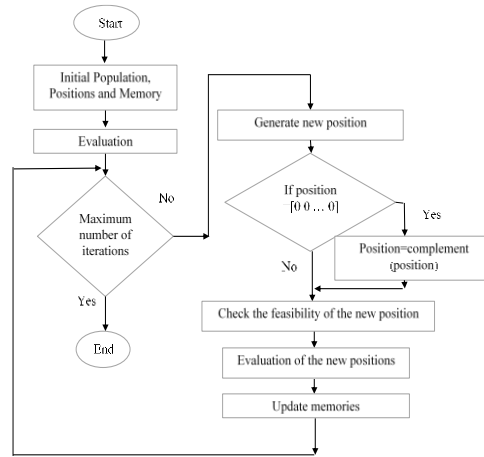 Start
Initial Population,
Positions and Memory
Evaluation
No
Maximum
number of
iterations
Yes
End
Generate new position
If position
=[0 0 ... 0]
Yes
Position=complement
(position)
No
Check the feasibility of the new position
Evaluation of the new positions
Update memories